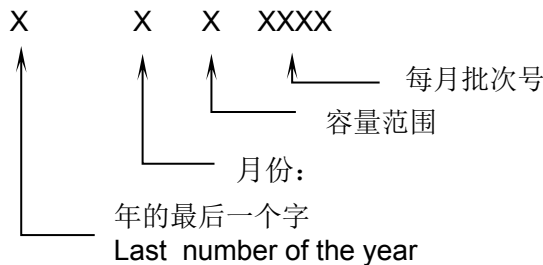 X X X XXXX
每月批次号
容量范围
月份：
年的最后一个字
Last number of the year